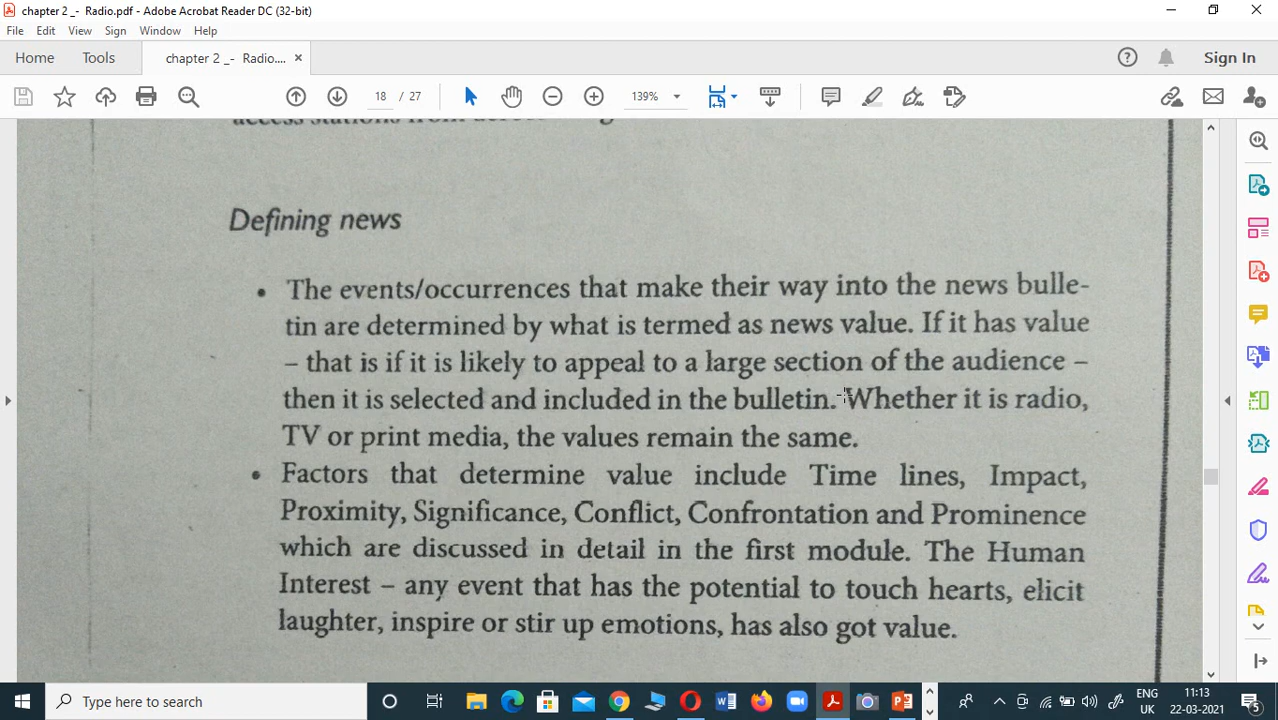 chapter 2 _- Radio.pdf - Adobe Acrobat Reader DC (32-bit)
File Edit View Sign Window Help
Home Tools chapter 2 _- Radio.... × Sign In
18 / 27 139%
Defining news
• The events/occurrences that make their way into the news bulle-
tin are determined by what is termed as news value. If it has value
– that is if it is likely to appeal to a large section of the audience –
then it is selected and included in the bulletin. Whether it is radio,
TV or print media, the values remain the same.
• Factors that determine value include Time lines, Impact,
Proximity, Significance, Conflict, Confrontation and Prominence
which are discussed in detail in the first module. The Human
Interest – any event that has the potential to touch hearts, elicit
laughter, inspire or stir up emotions, has also got value.
Type here to search
ENG 11:13
UK 22-03-2021 5